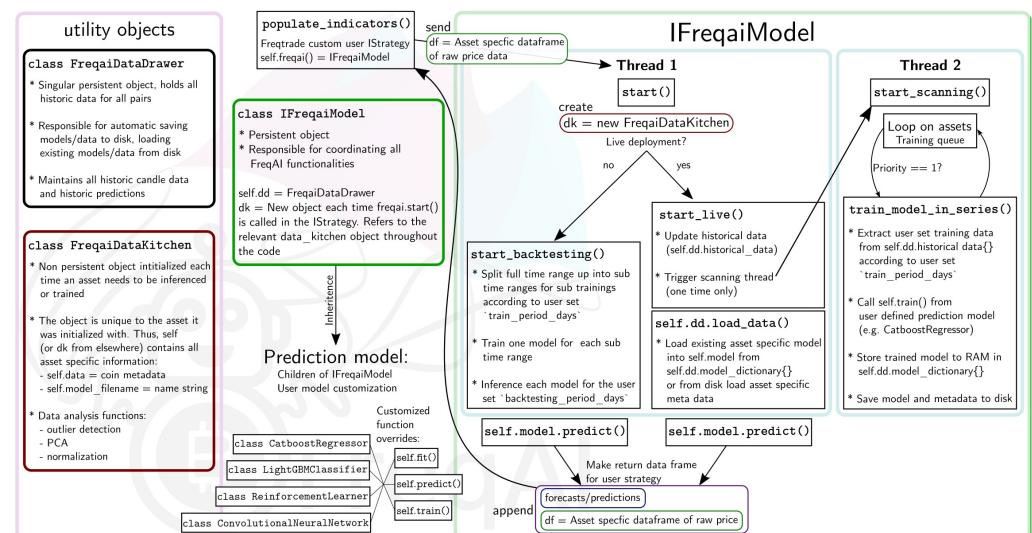 utility objects
class FreqaiDataDrawer
* Singular persistent object, holds all
historic data for all pairs
* Responsible for automatic saving
models/data to disk, loading
existing models/data from disk
* Maintains all historic candle data
and historic predictions
class FreqaiDataKitchen
* Non persistent object intitialized each
time an asset needs to be inferenced
or trained
* The object is unique to the asset it
was initialized with. Thus, self
(or dk from elsewhere) contains all
asset specific information:
- self.data = coin metadata
- self.model_filename = name string
* Data analysis functions:
- outlier detection
- PCA
- normalization
populate_indicators()
Freqtrade custom user IStrategy
self.freqai() = IFreqaiModel
send
df = Asset specfic dataframe
of raw price data
class IFreqaiModel
* Persistent object
* Responsible for coordinating all
FreqAI functionalities
self.dd = FreqaiDataDrawer
dk = New object each time freqai.start()
is called in the IStrategy. Refers to the
relevant data_kitchen object throughout
the code
Inheritence
Prediction model:
Children of IFreqaiModel
User model customization
Customized
function
overrides:
class CatboostRegressor
class LightGBMClassifier
class ReinforcementLearner
class ConvolutionalNeuralNetwork
self.fit()
self.predict()
self.train()
IFreqaiModel
Thread 1
start()
create
dk = new FreqaiDataKitchen
Live deployment?
no
yes
start_backtesting()
* Split full time range up into sub
time ranges for sub trainings
according to user set
`train_period_days`
* Train one model for each sub
time range
* Inference each model for the user
set `backtesting_period_days`
start_live()
* Update historical data
(self.dd.historical_data)
* Trigger scanning thread
(one time only)
self.dd.load_data()
* Load existing asset specific model
into self.model from
self.dd.model_dictionary{}
or from disk load asset specific
meta data
self.model.predict()
self.model.predict()
Make return data frame
for user strategy
append
forecasts/predictions
df = Asset specfic dataframe of raw price
Thread 2
start_scanning()
Loop on assets
Training queue
Priority == 1?
train_model_in_series()
* Extract user set training data
from self.dd.historical data{}
according to user set
`train_period_days`
* Call self.train() from
user defined prediction model
(e.g. CatboostRegressor)
* Store trained model to RAM in
self.dd.model_dictionary{}
* Save model and metadata to disk